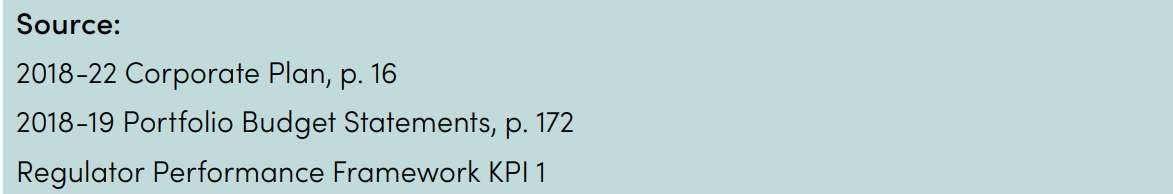 Source:
2018-22 Corporate Plan, p. 16
2018-19 Portfolio Budget Statements, p. 172
Regulator Performance Framework KPI 1